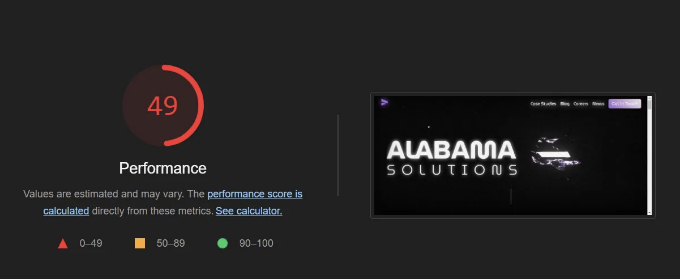 49
Performance
Values are estimated and may vary. The performance score is
calculated directly from these metrics. See calculator.
0–49 50–89 90–100
Case Studies Blog Careers News
ALABAMA
SOLUTIONS